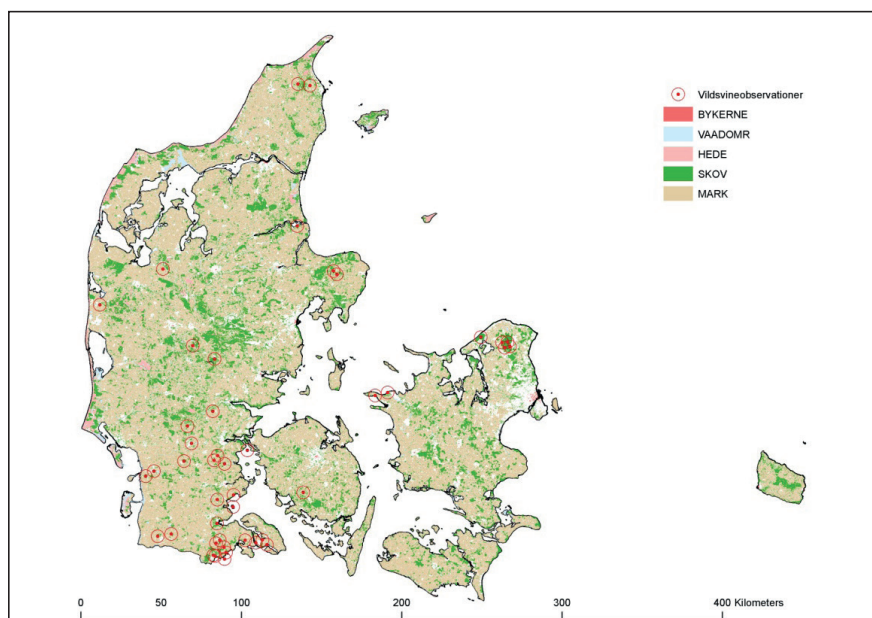 Vildsvineobservationer
BYKERNE
VAADOMR
HEDE
SKOV
MARK
0 50 100 200 300 400 Kilometers